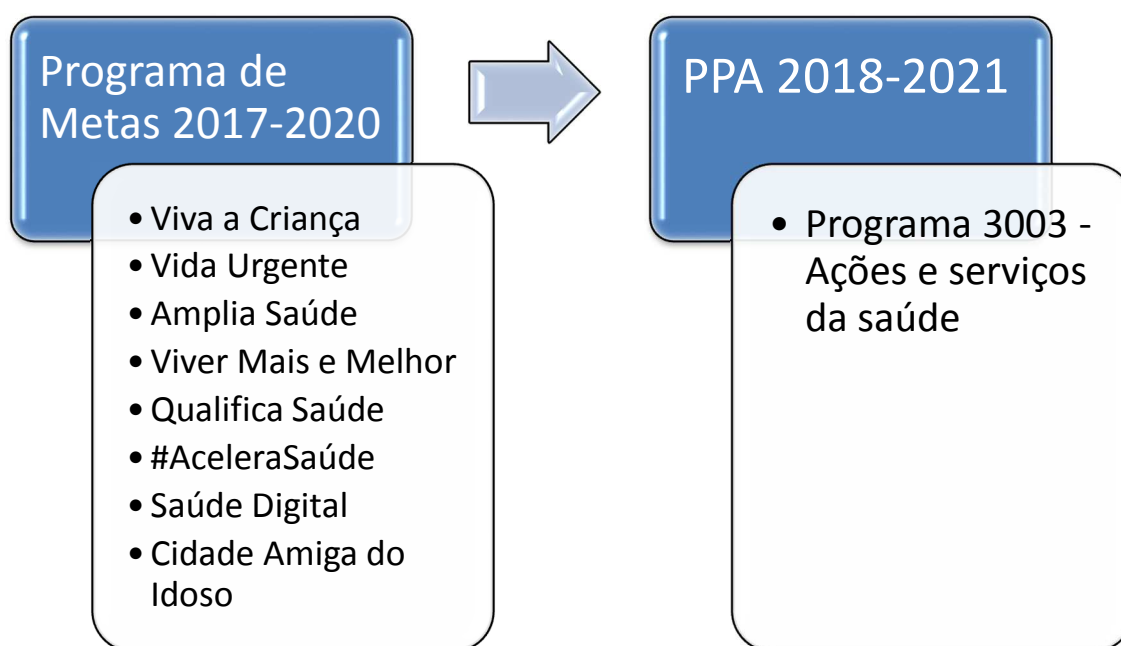 Programa de
Metas 2017-2020
• Viva a Criança
• Vida Urgente
• Amplia Saúde
• Viver Mais e Melhor
• Qualifica Saúde
• #AceleraSaúde
• Saúde Digital
• Cidade Amiga do
Idoso
PPA 2018-2021
• Programa 3003 -
Ações e serviços
da saúde